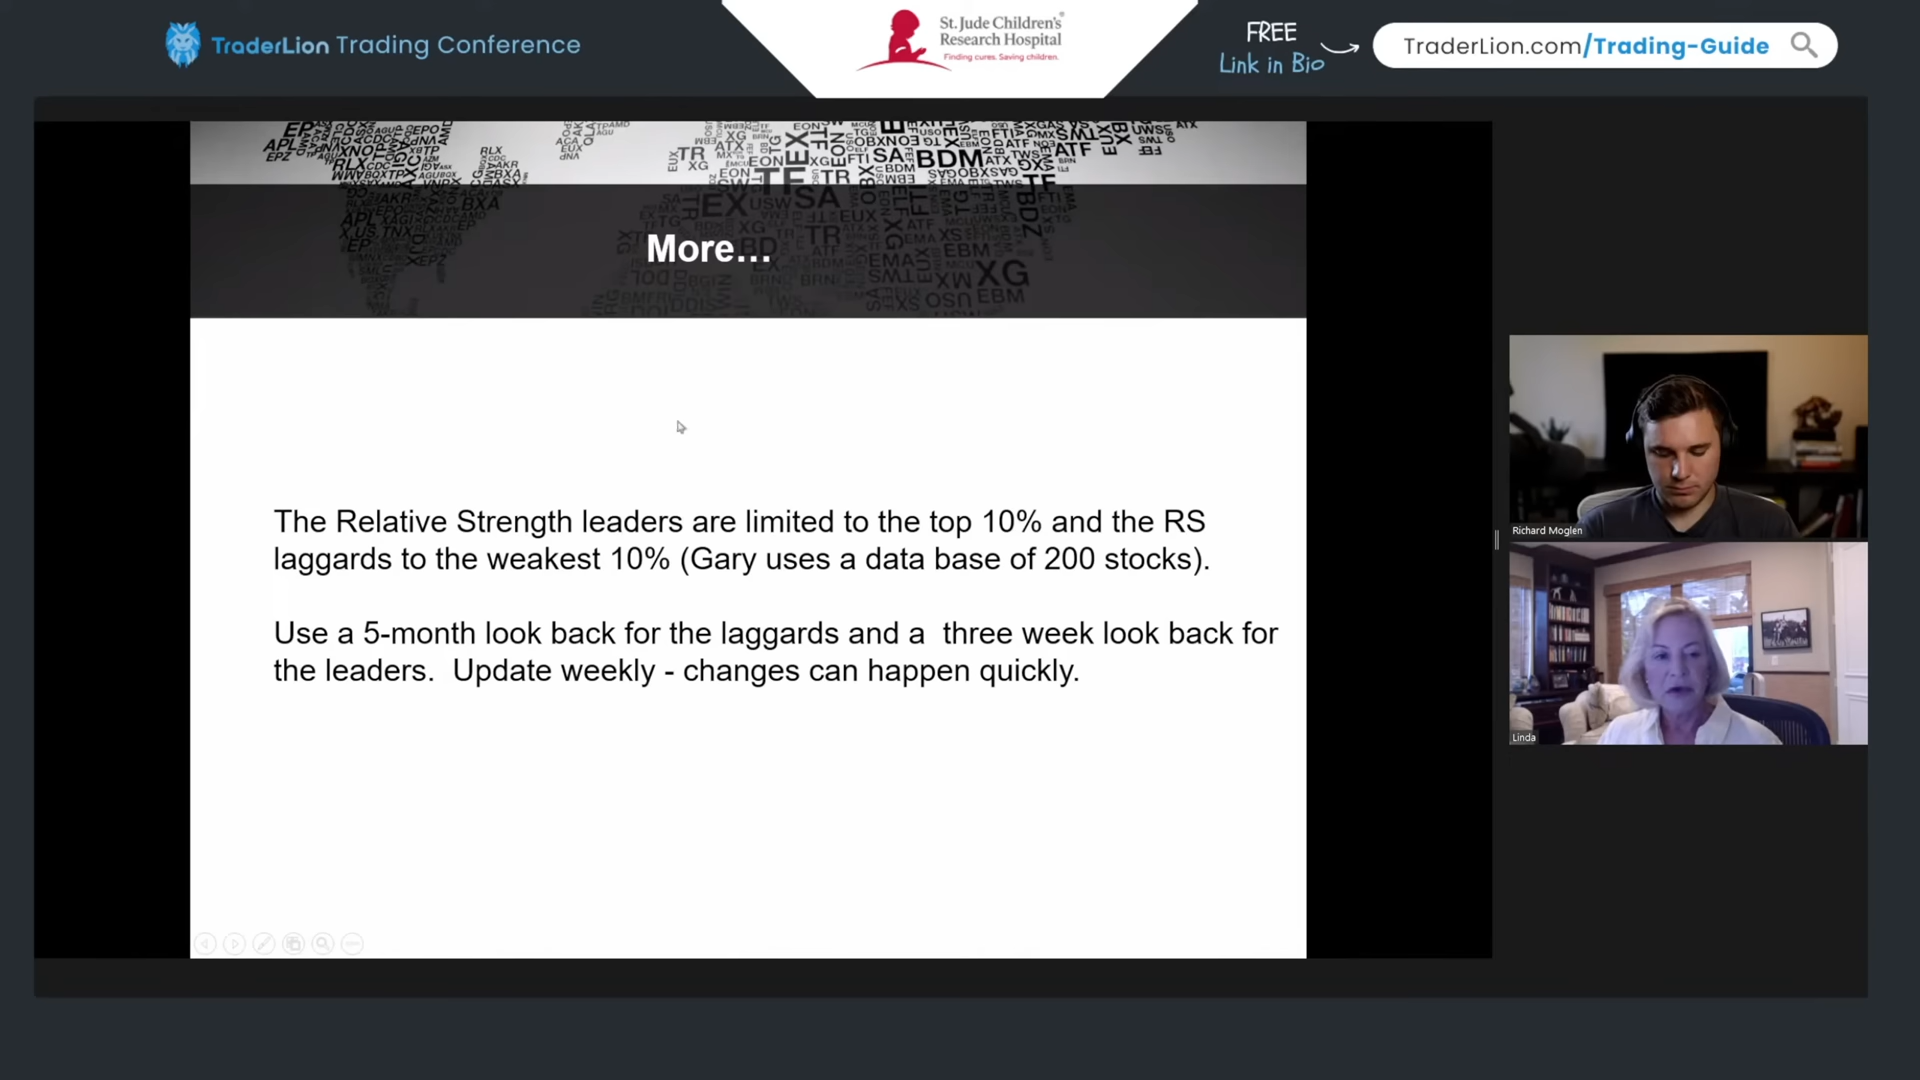 TraderLion Trading Conference
St. Jude Children's
Research Hospital
Finding cures. Saving children.
FREE
Link in Bio
TraderLion.com/Trading-Guide
More...
The Relative Strength leaders are limited to the top 10% and the RS
laggards to the weakest 10% (Gary uses a data base of 200 stocks).
Use a 5-month look back for the laggards and a  three week look back for
the leaders.  Update weekly - changes can happen quickly.
Richard Moglen
Linda